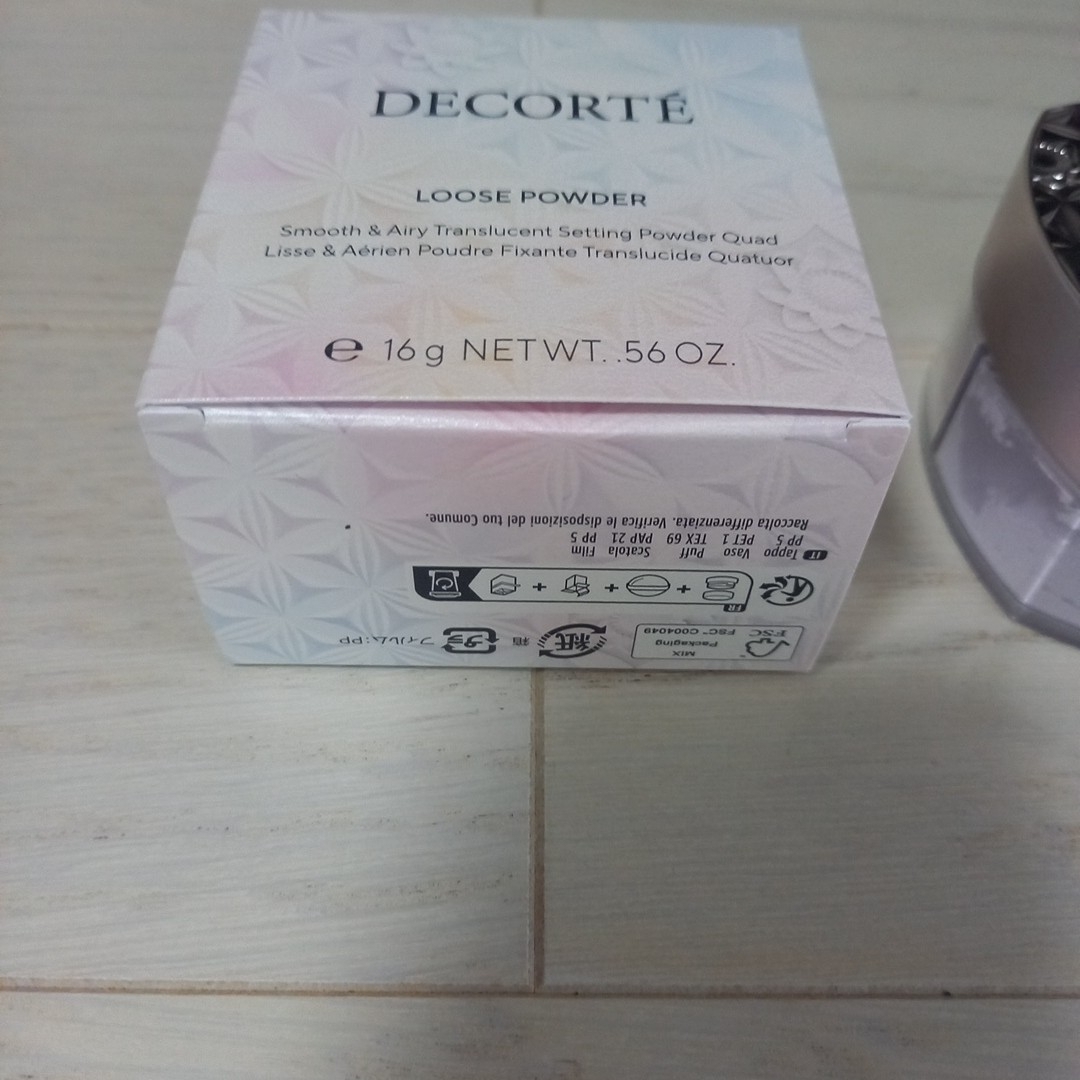 DECORTÉ
LOOSE POWDER
Smooth & Airy Translucent Setting Powder Quad
Lisse & Aérien Poudre Fixante Translucide Quatuor
e 16 g NET WT. .56 OZ.
MIX
Packaging
FSC™ C004049
FSC
紙 箱 プラ フィルム:PP
FR
IT Tappo Vaso Puff Scatola Film
PP 5 PET 1 TEX 69 PAP 21 PP 5
Raccolta differenziata. Verifica le disposizioni del tuo Comune.